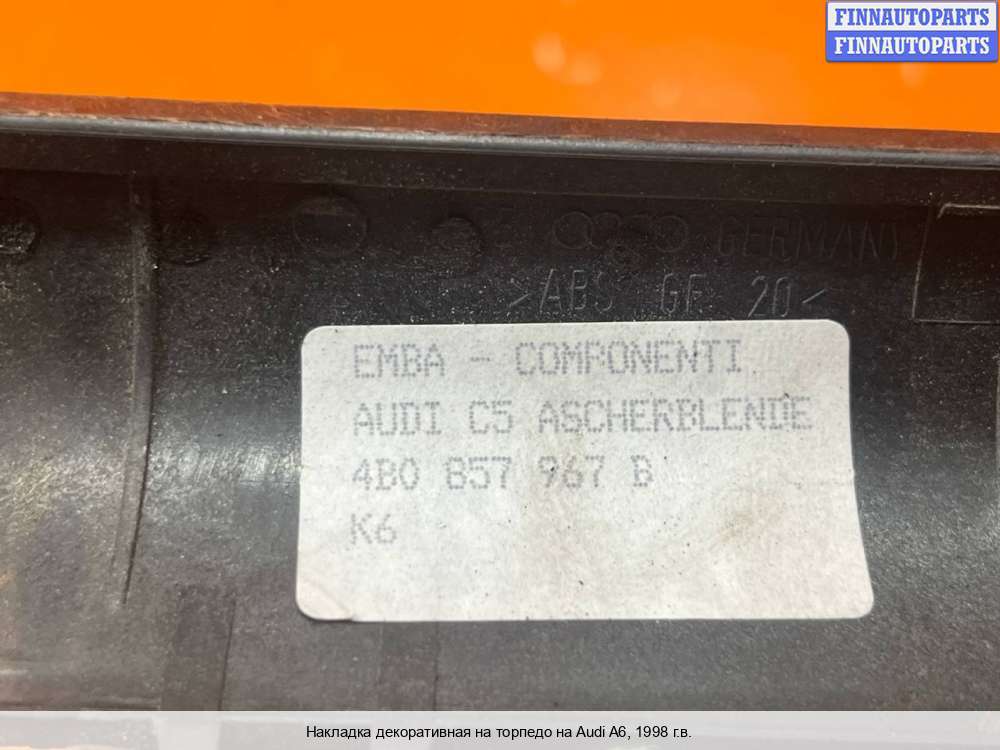 FINNAUTOPARTS
FINNAUTOPARTS
GERMANY
>ABS GF 20<
EMBA - COMPONENTI
AUDI C5 ASCHERBLENDE
4B0 857 967 B
K6
Накладка декоративная на торпедо на Audi A6, 1998 г.в.